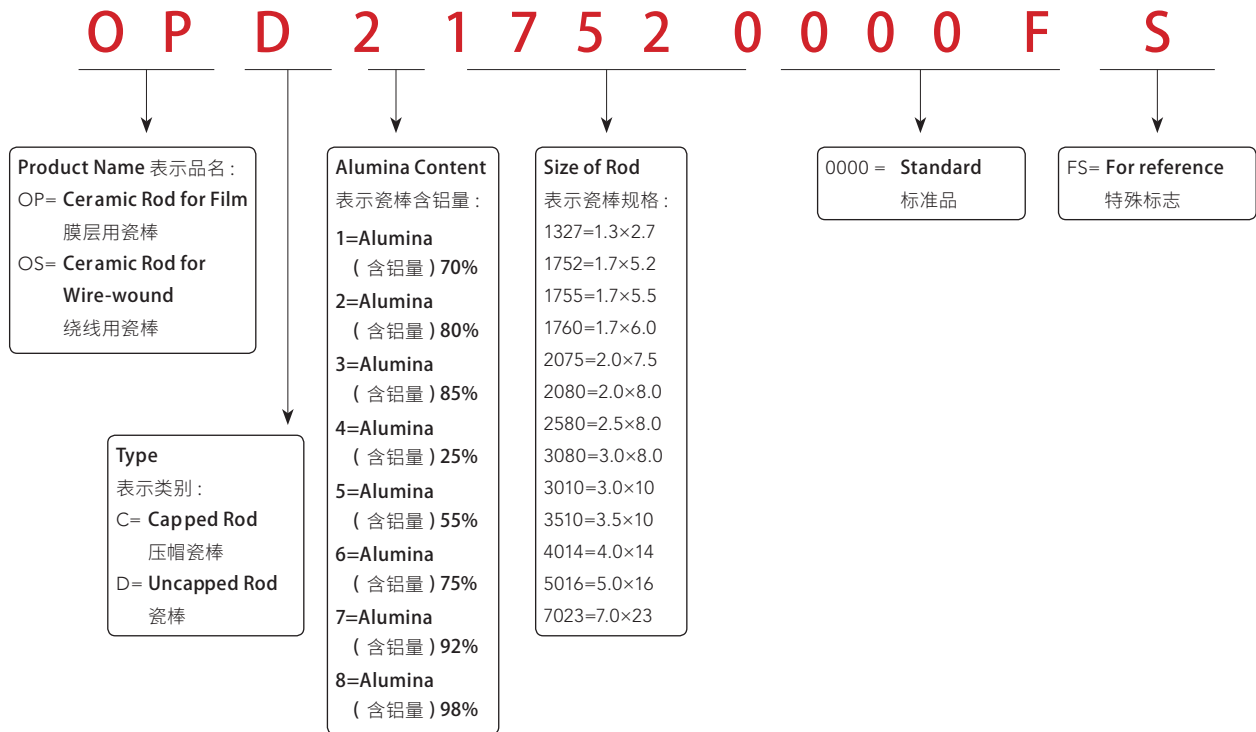 O P D 2 1 7 5 2 0 0 0 0 F S
Product Name 表示品名 :
OP= Ceramic Rod for Film
膜层用瓷棒
OS= Ceramic Rod for
Wire-wound
绕线用瓷棒
Type
表示类别 :
C= Capped Rod
压帽瓷棒
D= Uncapped Rod
瓷棒
Alumina Content
表示瓷棒含铝量 :
1=Alumina
( 含铝量 ) 70%
2=Alumina
( 含铝量 ) 80%
3=Alumina
( 含铝量 ) 85%
4=Alumina
( 含铝量 ) 25%
5=Alumina
( 含铝量 ) 55%
6=Alumina
( 含铝量 ) 75%
7=Alumina
( 含铝量 ) 92%
8=Alumina
( 含铝量 ) 98%
Size of Rod
表示瓷棒规格 :
1327=1.3×2.7
1752=1.7×5.2
1755=1.7×5.5
1760=1.7×6.0
2075=2.0×7.5
2080=2.0×8.0
2580=2.5×8.0
3080=3.0×8.0
3010=3.0×10
3510=3.5×10
4014=4.0×14
5016=5.0×16
7023=7.0×23
0000 = Standard
标准品
FS= For reference
特殊标志